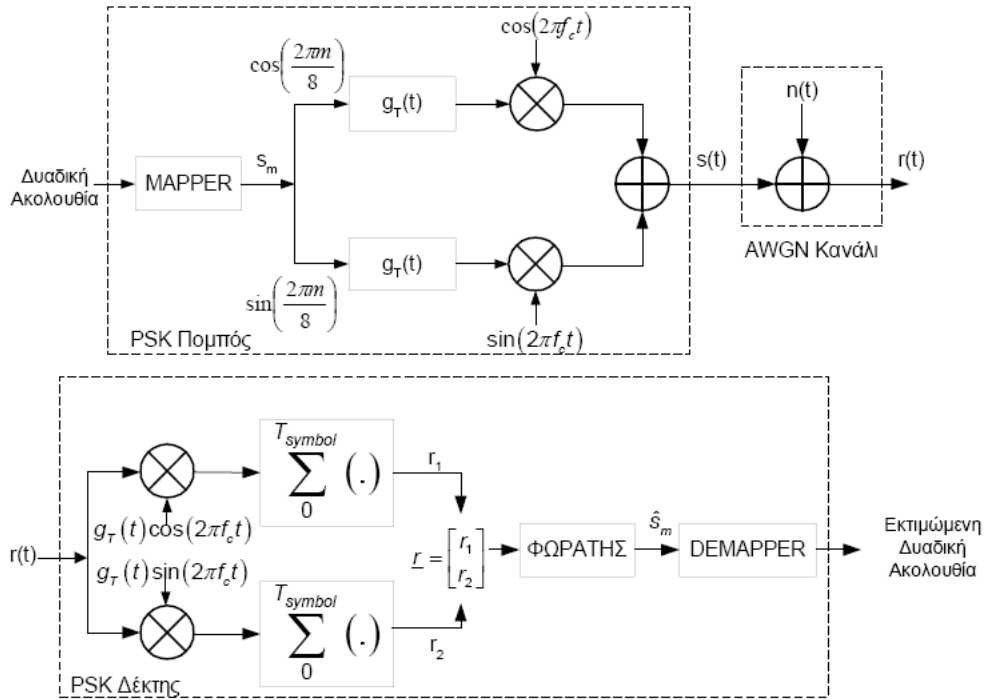 cos(2πf_c t)
cos(2πm/8)
g_T(t)
n(t)
Δυαδική
Ακολουθία
MAPPER
s_m
s(t)
r(t)
g_T(t)
AWGN Κανάλι
sin(2πm/8)
PSK Πομπός
sin(2πf_c t)
T_symbol
∑ (.)
0
r_1
r(t)
g_T(t)cos(2πf_c t)
g_T(t)sin(2πf_c t)
r = [r_1 r_2]
ΦΩΡΑΤΗΣ
ŝ_m
DEMAPPER
Εκτιμώμενη
Δυαδική
Ακολουθία
T_symbol
∑ (.)
0
r_2
PSK Δέκτης